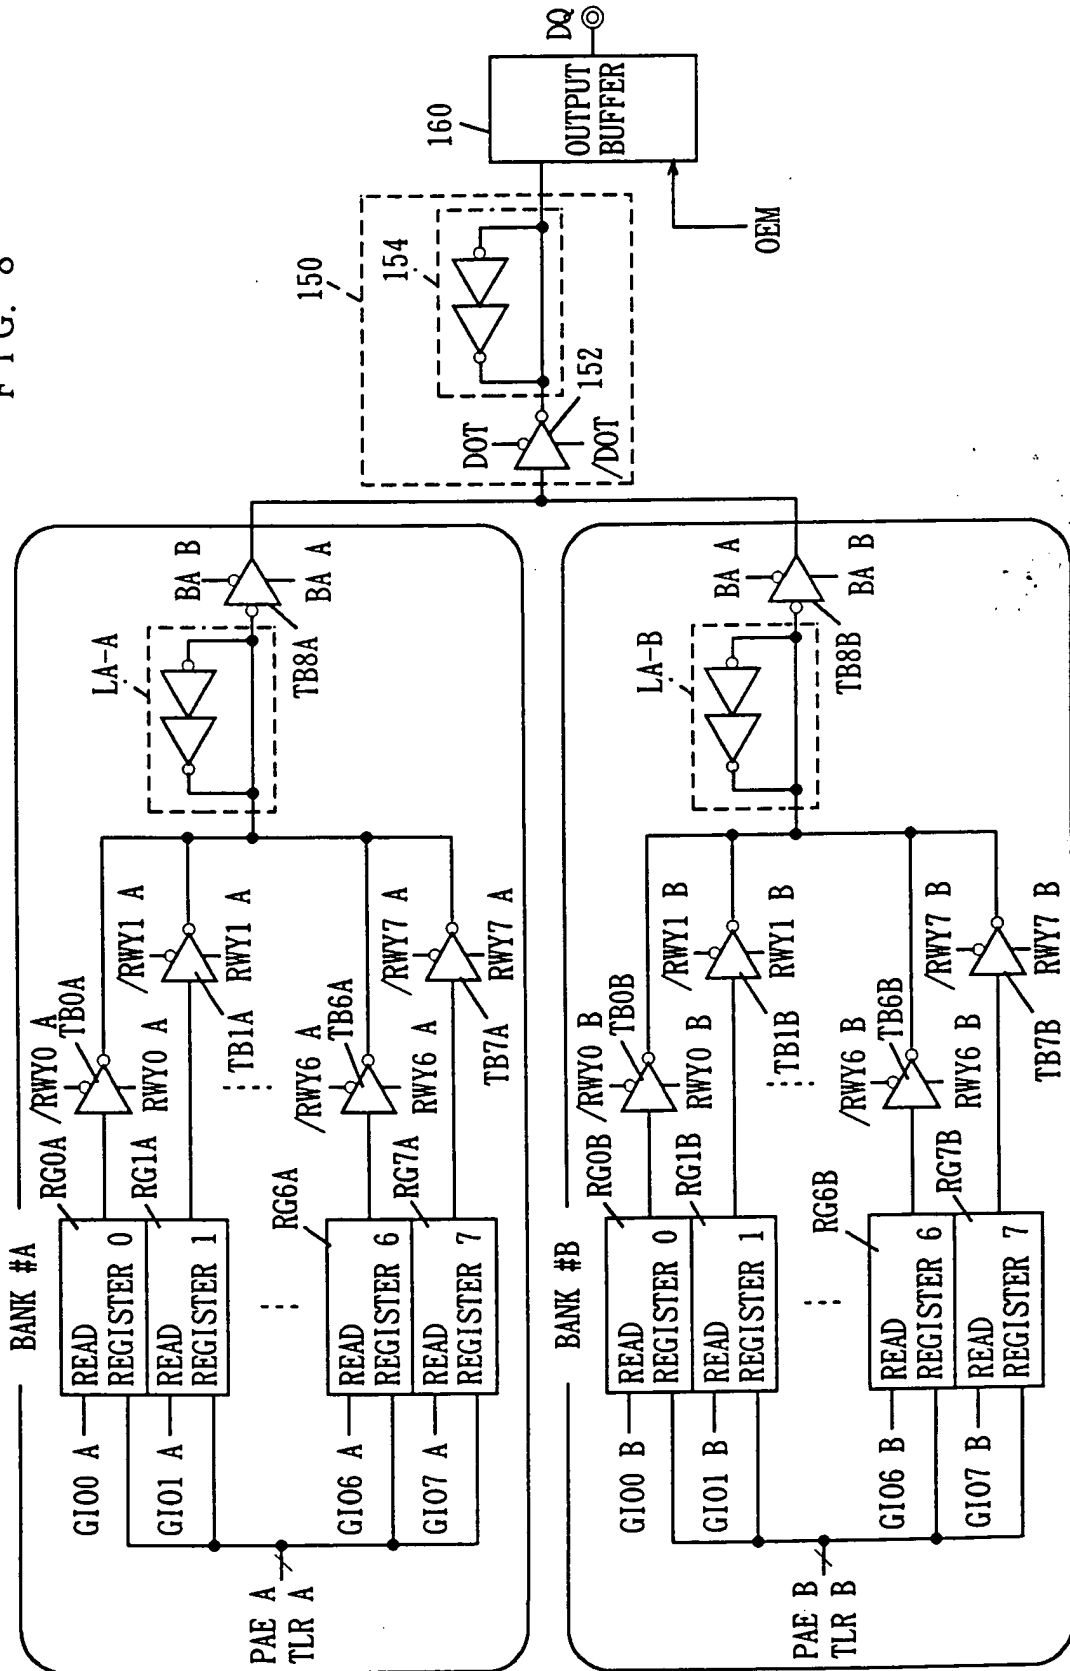 F I G. 8
BANK #A
GIO0 A
READ
REGISTER 0
RG0A
/RWY0 A
TB0A
RWY0 A
GIO1 A
READ
REGISTER 1
RG1A
/RWY1 A
TB1A
RWY1 A
GIO6 A
READ
REGISTER 6
RG6A
/RWY6 A
TB6A
RWY6 A
GIO7 A
READ
REGISTER 7
RG7A
/RWY7 A
TB7A
RWY7 A
PAE A
TLR A
LA-A
BA B
BA A
TB8A
BANK #B
GIO0 B
READ
REGISTER 0
RG0B
/RWY0 B
TB0B
RWY0 B
GIO1 B
READ
REGISTER 1
RG1B
/RWY1 B
TB1B
RWY1 B
GIO6 B
READ
REGISTER 6
RG6B
/RWY6 B
TB6B
RWY6 B
GIO7 B
READ
REGISTER 7
RG7B
/RWY7 B
TB7B
RWY7 B
PAE B
TLR B
LA-B
BA A
BA B
TB8B
150
154
DOT
152
/DOT
160
OUTPUT
BUFFER
DQ
OEM